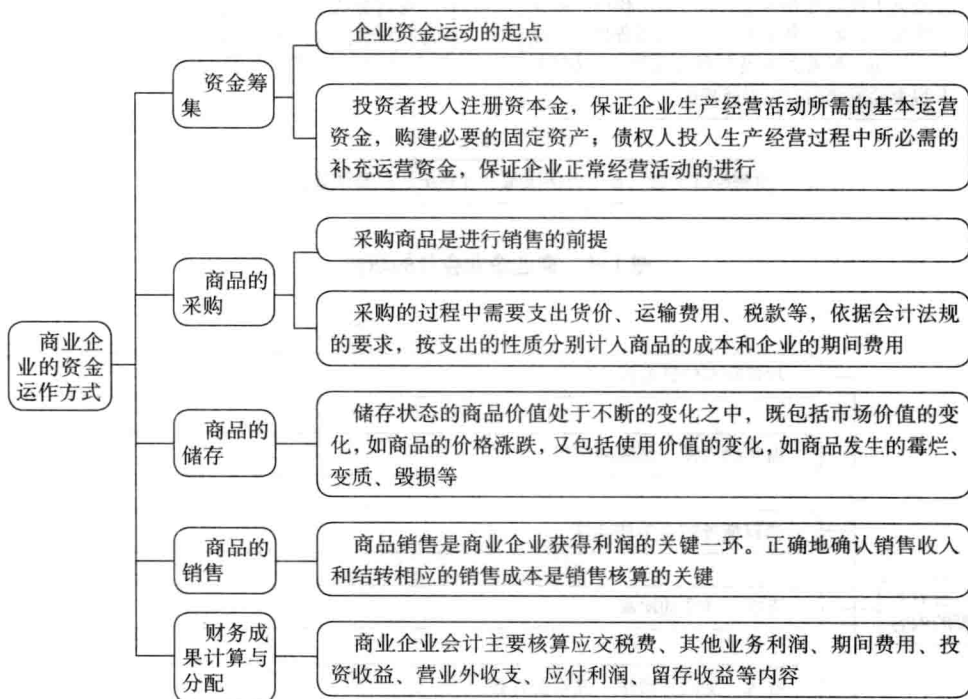 企业资金运动的起点
资金筹
集
投资者投入注册资本金，保证企业生产经营活动所需的基本运营
资金，购建必要的固定资产；债权人投入生产经营过程中所必需的
补充运营资金，保证企业正常经营活动的进行
采购商品是进行销售的前提
商品的
采购
采购的过程中需要支出货价、运输费用、税款等，依据会计法规
的要求，按支出的性质分别计入商品的成本和企业的期间费用
商业企
业的资金
运作方式
商品的
储存
储存状态的商品价值处于不断的变化之中，既包括市场价值的变
化，如商品的价格涨跌，又包括使用价值的变化，如商品发生的霉烂、
变质、毁损等
商品的
销售
商品销售是商业企业获得利润的关键一环。正确地确认销售收入
和结转相应的销售成本是销售核算的关键
财务成
果计算与
分配
商业企业会计主要核算应交税费、其他业务利润、期间费用、投
资收益、营业外收支、应付利润、留存收益等内容